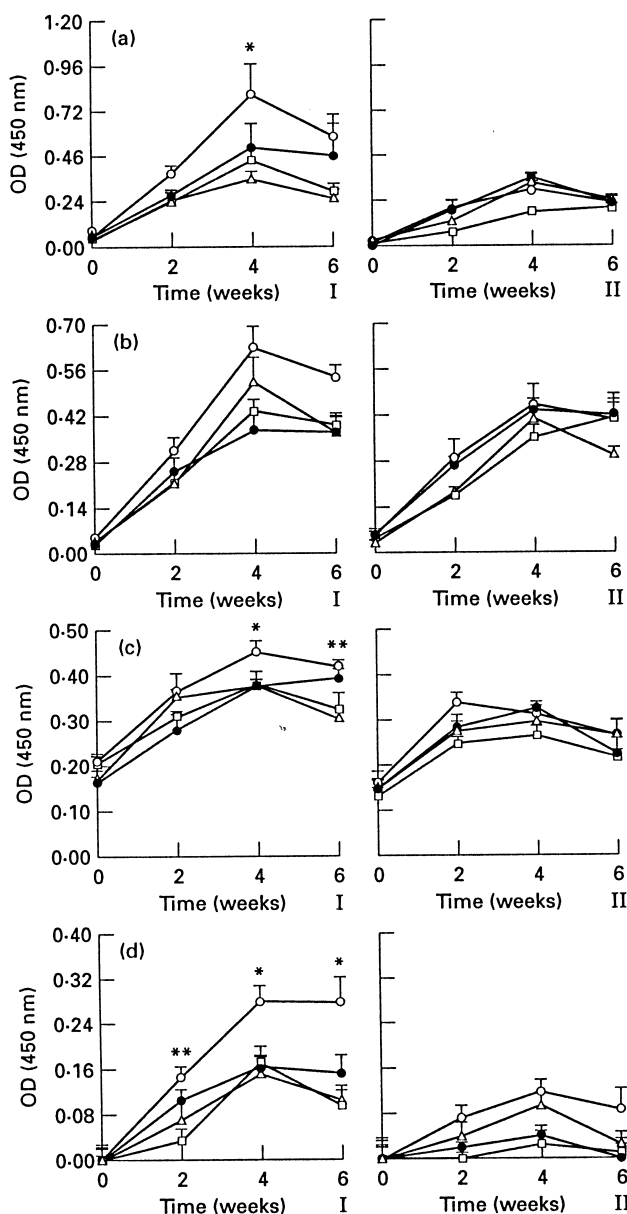 (a)
*
OD (450 nm)
1·20
0·96
0·72
0·46
0·24
0·00
0 2 4 6
Time (weeks) I
0 2 4 6
Time (weeks) II
(b)
OD (450 nm)
0·70
0·56
0·42
0·28
0·14
0·00
0 2 4 6
Time (weeks) I
0 2 4 6
Time (weeks) II
(c)
* **
OD (450 nm)
0·50
0·40
0·30
0·20
0·10
0·00
0 2 4 6
Time (weeks) I
0 2 4 6
Time (weeks) II
(d)
** * *
OD (450 nm)
0·40
0·32
0·24
0·16
0·08
0·00
0 2 4 6
Time (weeks) I
0 2 4 6
Time (weeks) II